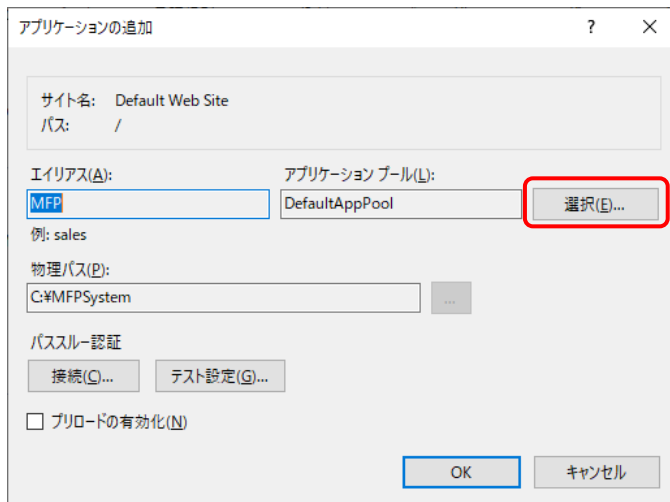 アプリケーションの追加 ? ×
サイト名: Default Web Site
パス: /
エイリアス(A): アプリケーション プール(L):
MFP DefaultAppPool 選択(E)...
例: sales
物理パス(P):
C:¥MFPSystem ...
パススルー認証
接続(C)... テスト設定(G)...
プリロードの有効化(N)
OK キャンセル